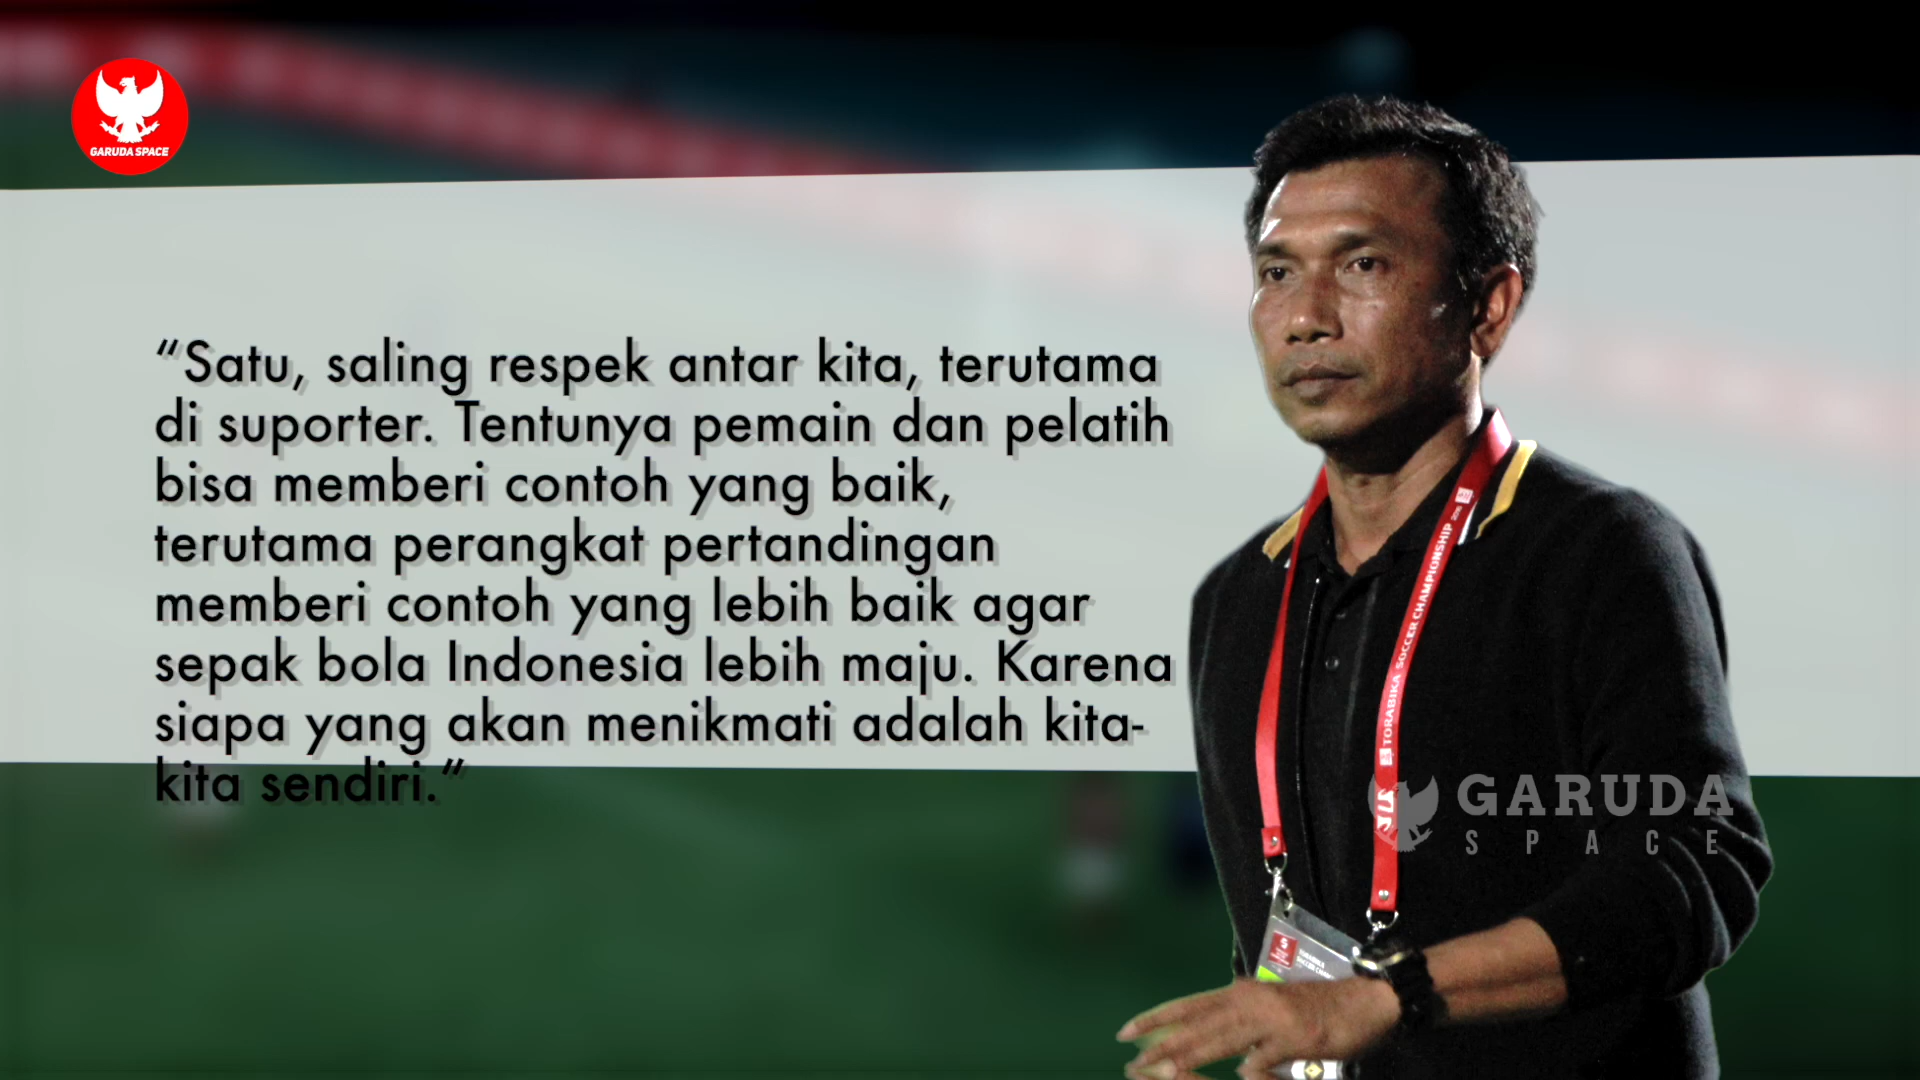 GARUDA SPACE
“Satu, saling respek antar kita, terutama
di suporter. Tentunya pemain dan pelatih
bisa memberi contoh yang baik,
terutama perangkat pertandingan
memberi contoh yang lebih baik agar
sepak bola Indonesia lebih maju. Karena
siapa yang akan menikmati adalah kita-
kita sendiri.”
TORABIKA SOCCER CHAMPIONSHIP 2016
GARUDA
SPACE